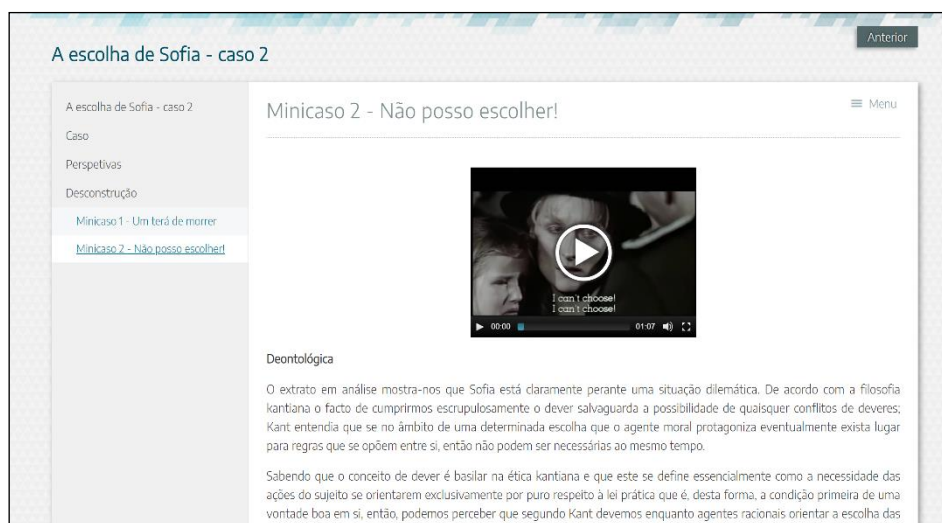 Anterior
A escolha de Sofia - caso 2
A escolha de Sofia - caso 2
Caso
Perspetivas
Desconstrução
Minicaso 1 - Um terá de morrer
Minicaso 2 - Não posso escolher!
Minicaso 2 - Não posso escolher!
Menu
I can't choose!
I can't choose!
00:00
01:07
Deontológica
O extrato em análise mostra-nos que Sofia está claramente perante uma situação dilemática. De acordo com a filosofia
kantiana o facto de cumprirmos escrupulosamente o dever salvaguarda a possibilidade de quaisquer conflitos de deveres;
Kant entendia que se no âmbito de uma determinada escolha que o agente moral protagoniza eventualmente exista lugar
para regras que se opõem entre si, então não podem ser necessárias ao mesmo tempo.
Sabendo que o conceito de dever é basilar na ética kantiana e que este se define essencialmente como a necessidade das
ações do sujeito se orientarem exclusivamente por puro respeito à lei prática que é, desta forma, a condição primeira de uma
vontade boa em si, então, podemos perceber que segundo Kant devemos enquanto agentes racionais orientar a escolha das